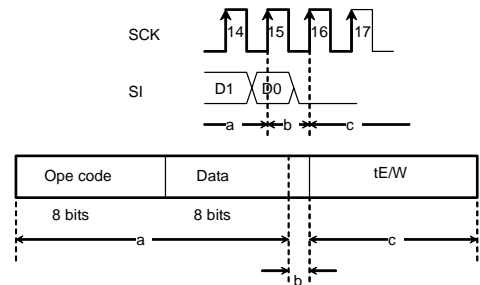 SCK 14 15 16 17
SI D1 D0
a b c
Ope code Data tE/W
8 bits 8 bits
a c
b